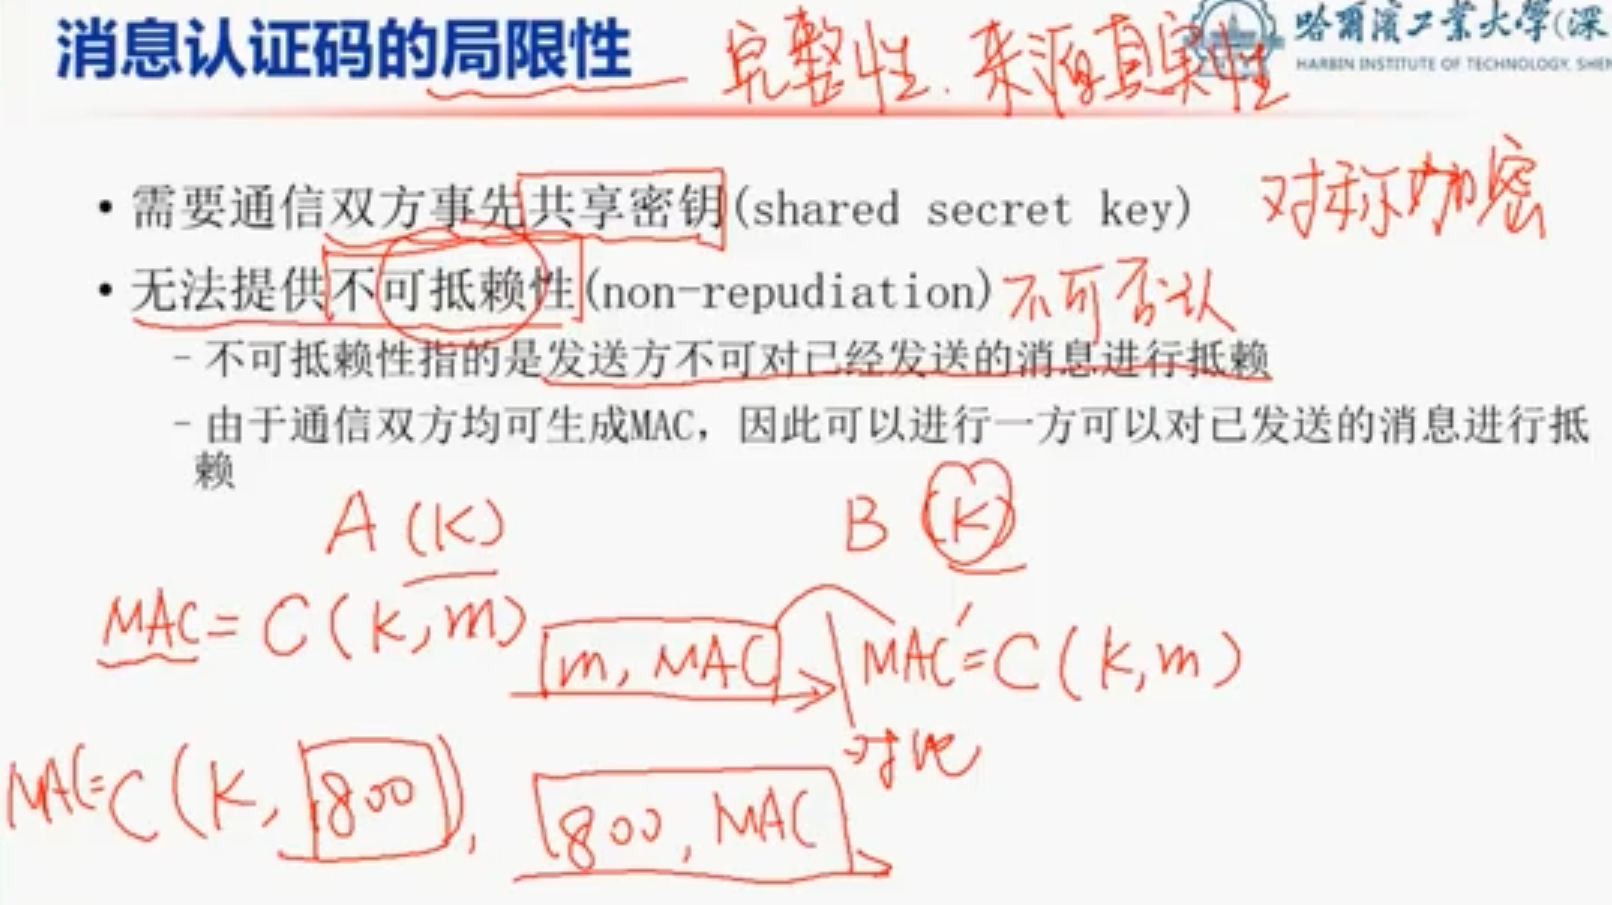 消息认证码的局限性 完整性. 来源真实性
哈尔滨工业大学(深
HARBIN INSTITUTE OF TECHNOLOGY, SHEN
• 需要通信双方事先共享密钥(shared secret key) 对称加密
• 无法提供不可抵赖性(non-repudiation) 不可否认
- 不可抵赖性指的是发送方不可对已经发送的消息进行抵赖
- 由于通信双方均可生成MAC，因此可以进行一方可以对已发送的消息进行抵
赖
A (K) B (K)
MAC = C(K,m) m, MAC MAC'=C(K,m)
对比
MAC=C(K, 800), 800, MAC